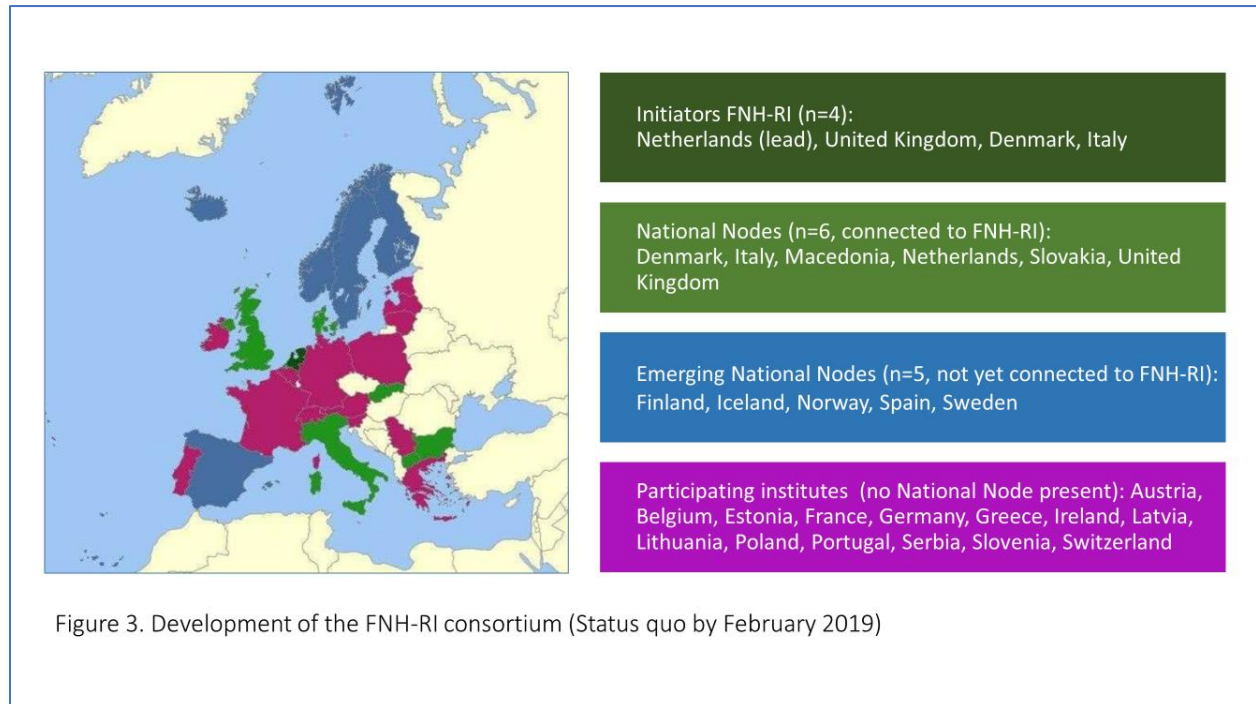 Initiators FNH-RI (n=4):
Netherlands (lead), United Kingdom, Denmark, Italy
National Nodes (n=6, connected to FNH-RI):
Denmark, Italy, Macedonia, Netherlands, Slovakia, United
Kingdom
Emerging National Nodes (n=5, not yet connected to FNH-RI):
Finland, Iceland, Norway, Spain, Sweden
Participating institutes  (no National Node present): Austria,
Belgium, Estonia, France, Germany, Greece, Ireland, Latvia,
Lithuania, Poland, Portugal, Serbia, Slovenia, Switzerland
Figure 3. Development of the FNH-RI consortium (Status quo by February 2019)